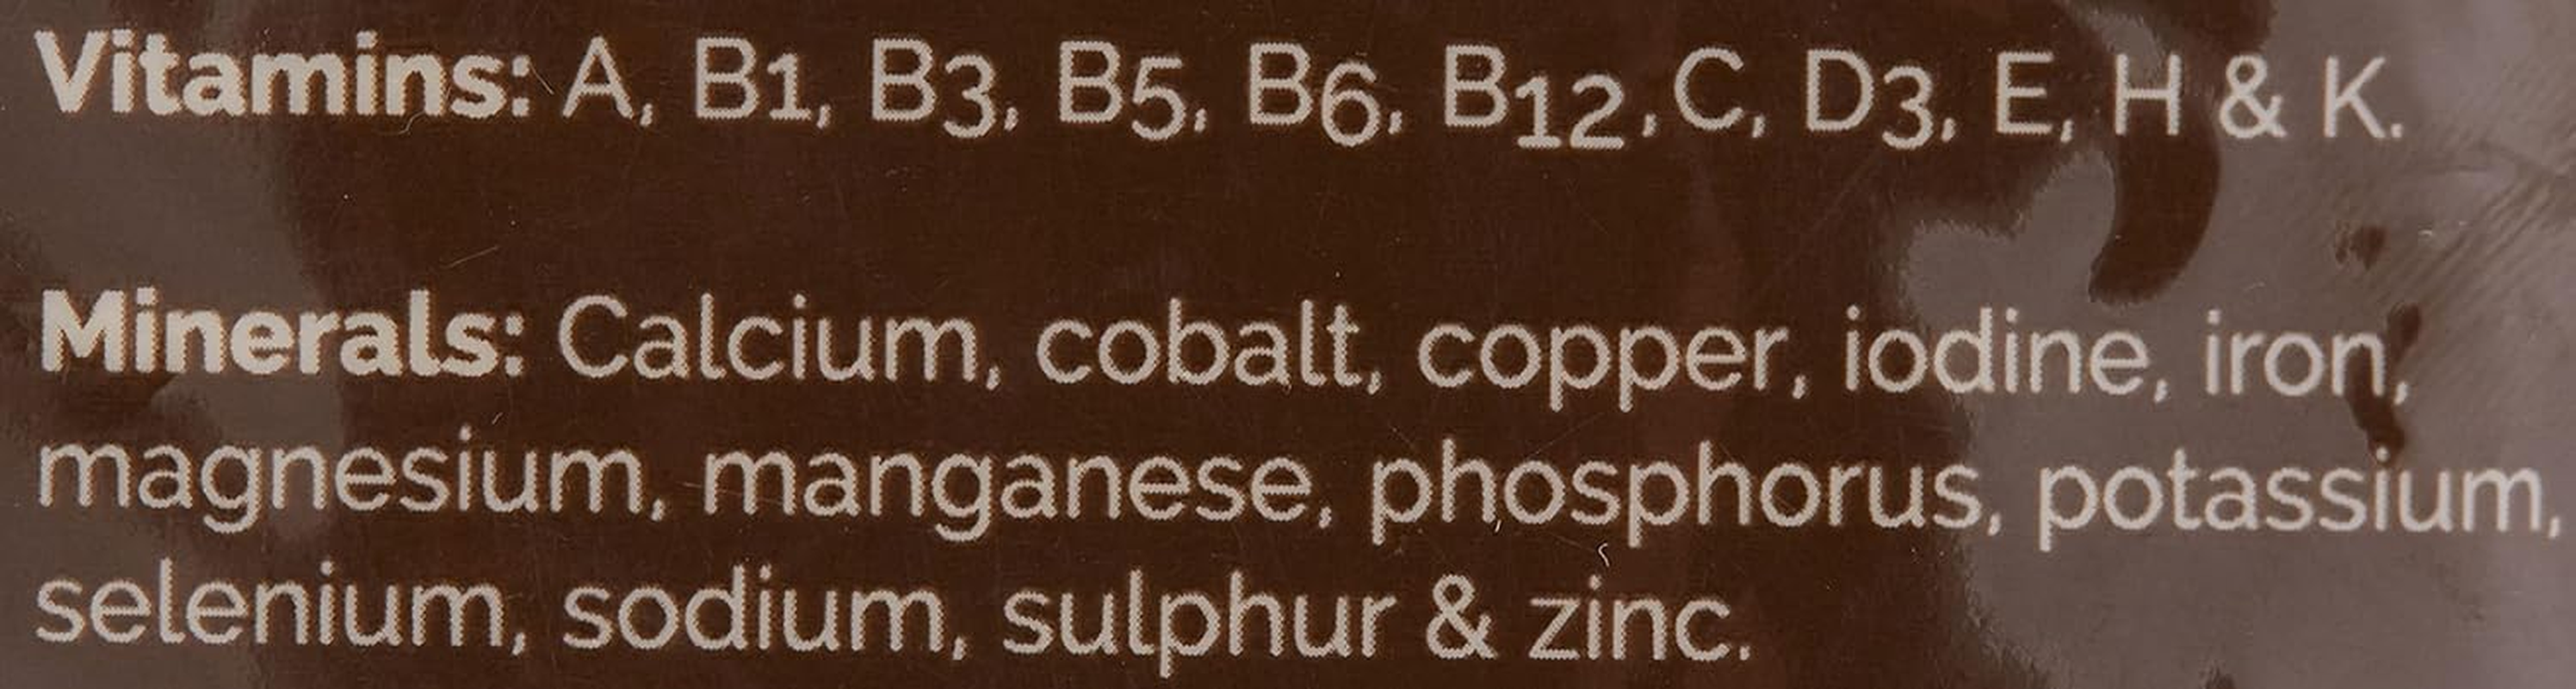 Vitamins: A, B1, B3, B5, B6, B12,C, D3, E, H & K.
Minerals: Calcium, cobalt, copper, iodine, iron,
magnesium, manganese, phosphorus, potassium,
selenium, sodium, sulphur & zinc.